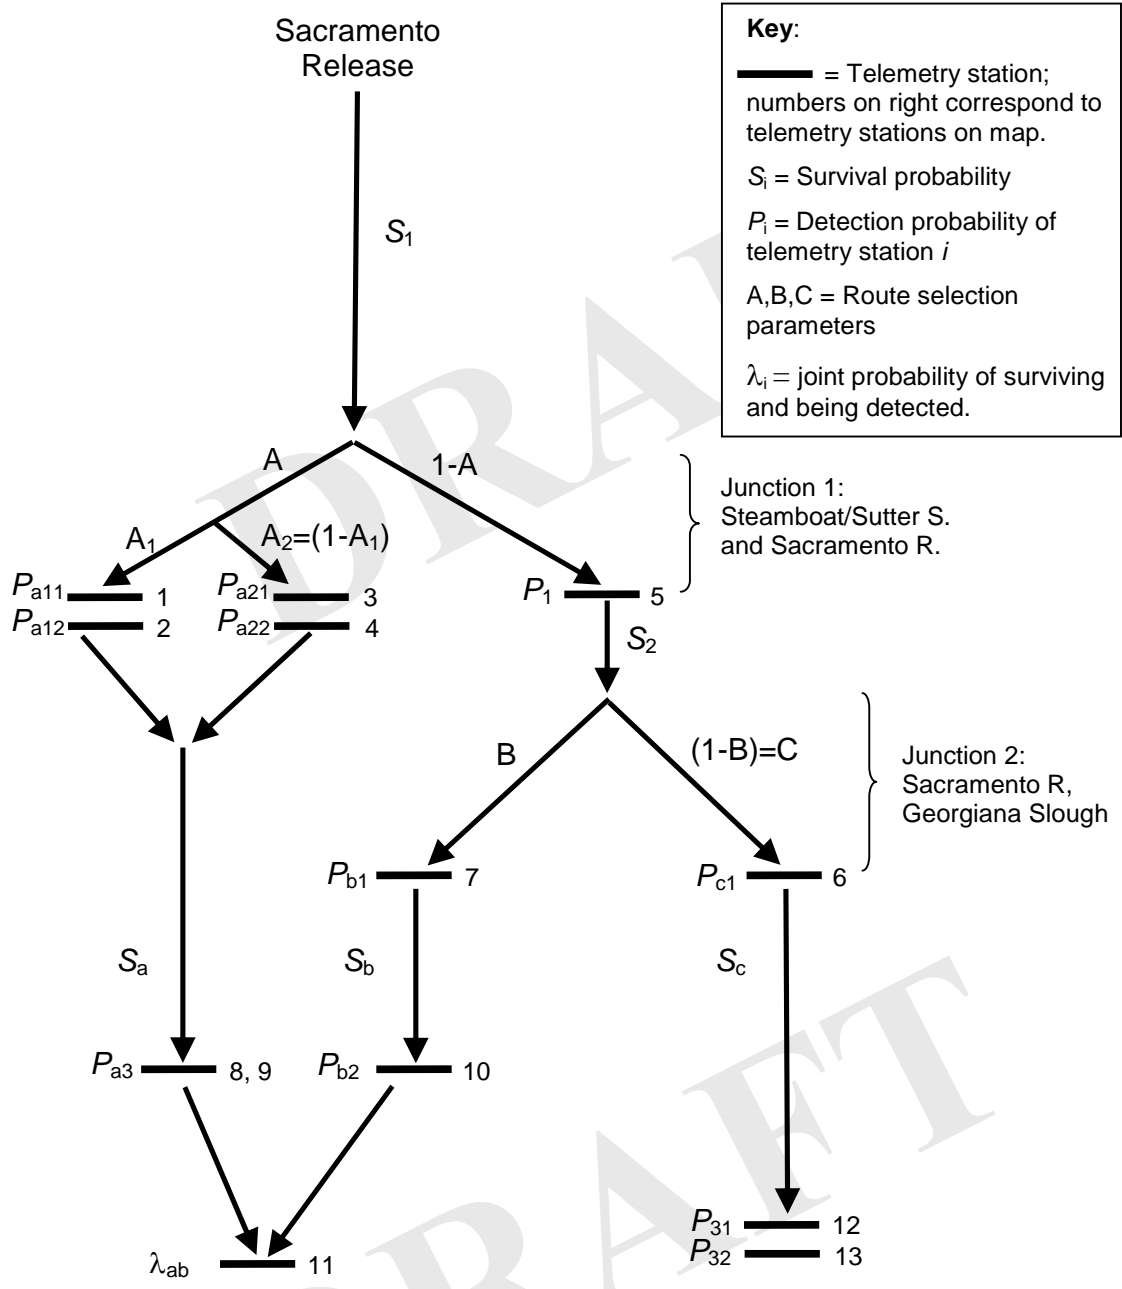 Sacramento
Release
Key:
= Telemetry station;
numbers on right correspond to
telemetry stations on map.
Si = Survival probability
Pi = Detection probability of
telemetry station i
A,B,C = Route selection
parameters
λi = joint probability of surviving
and being detected.
S1
A
1-A
Junction 1:
Steamboat/Sutter S.
and Sacramento R.
A1
A2=(1-A1)
Pa11 1
Pa21 3
P1 5
Pa12 2
Pa22 4
S2
B
(1-B)=C
Junction 2:
Sacramento R,
Georgiana Slough
Pb1 7
Pc1 6
Sa
Sb
Sc
Pa3 8, 9
Pb2 10
P31 12
P32 13
λab 11
DRAFT
DRAFT